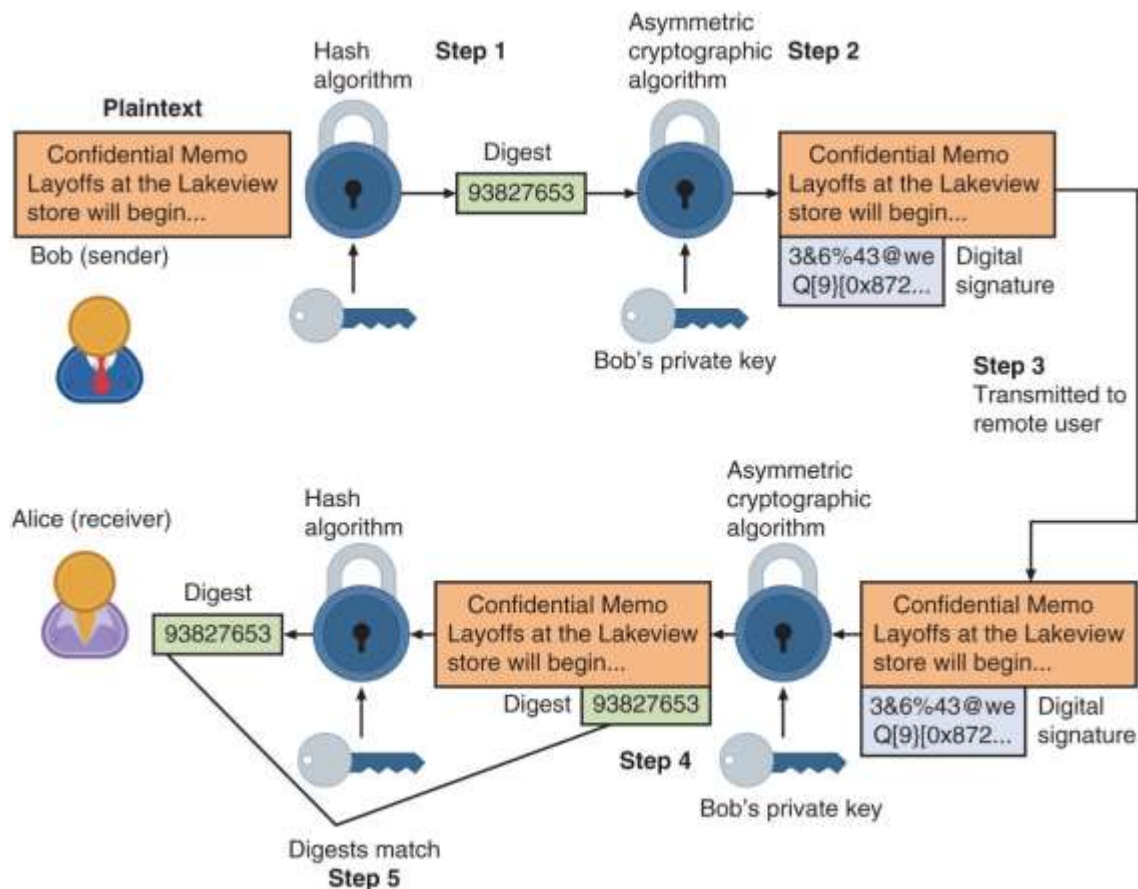 Hash
algorithm
Step 1
Asymmetric
cryptographic
algorithm
Step 2
Plaintext
Confidential Memo
Layoffs at the Lakeview
store will begin...
Digest
93827653
Confidential Memo
Layoffs at the Lakeview
store will begin...
Bob (sender)
3&6%43@we
Q[9}[0x872...
Digital
signature
Bob's private key
Step 3
Transmitted to
remote user
Alice (receiver)
Hash
algorithm
Asymmetric
cryptographic
algorithm
Digest
93827653
Confidential Memo
Layoffs at the Lakeview
store will begin...
Digest
93827653
Confidential Memo
Layoffs at the Lakeview
store will begin...
3&6%43@we
Q[9}[0x872...
Digital
signature
Step 4
Bob's private key
Digests match
Step 5